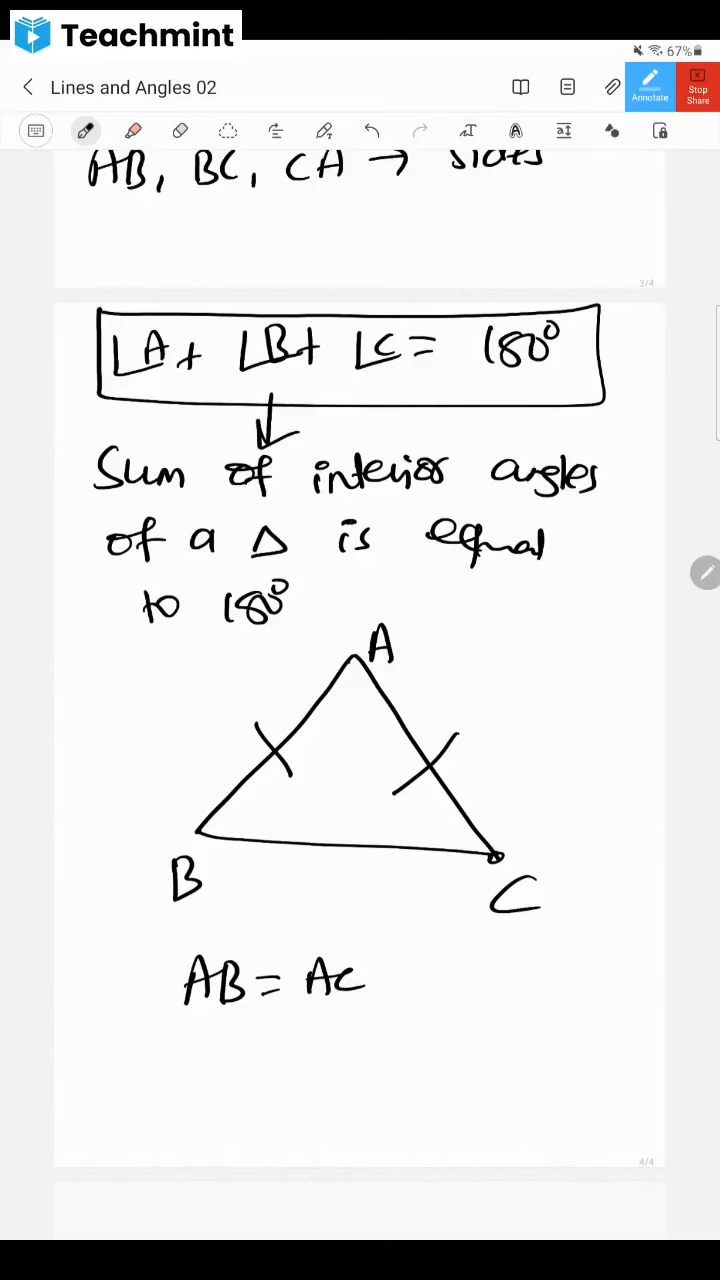 Teachmint
67%
Lines and Angles 02
Annotate
Stop
Share
AB, BC, CA → sides
3/4
∠A + ∠B + ∠C = 180°
Sum of interior angles
of a Δ is equal
to 180°
A
B
C
AB = AC
4/4